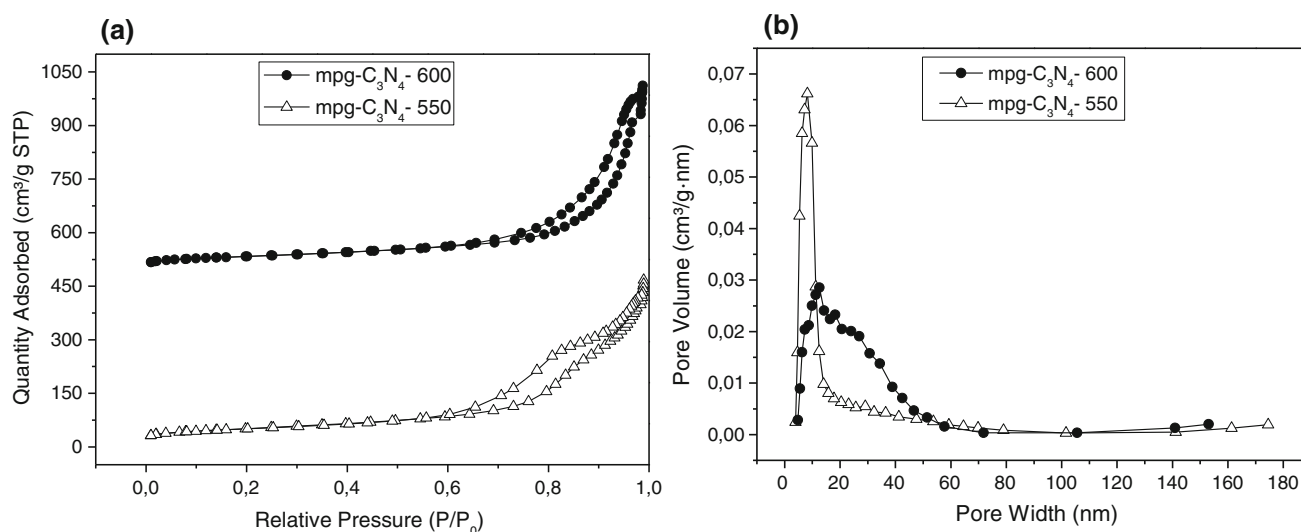 (a)
mpg-C₃N₄- 600
mpg-C₃N₄- 550
Quantity Adsorbed (cm³/g STP)
1050
900
750
600
450
300
150
0
0,0 0,2 0,4 0,6 0,8 1,0
Relative Pressure (P/P₀)
(b)
mpg-C₃N₄- 600
mpg-C₃N₄- 550
Pore Volume (cm³/g·nm)
0,07
0,06
0,05
0,04
0,03
0,02
0,01
0,00
0 20 40 60 80 100 120 140 160 180
Pore Width (nm)